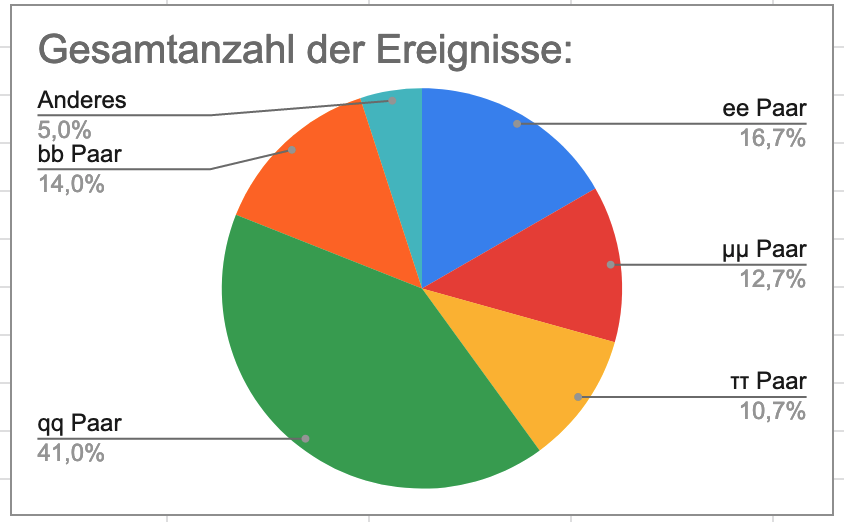 Gesamtanzahl der Ereignisse:
Anderes
5,0%
bb Paar
14,0%
qq Paar
41,0%
ee Paar
16,7%
μμ Paar
12,7%
ττ Paar
10,7%